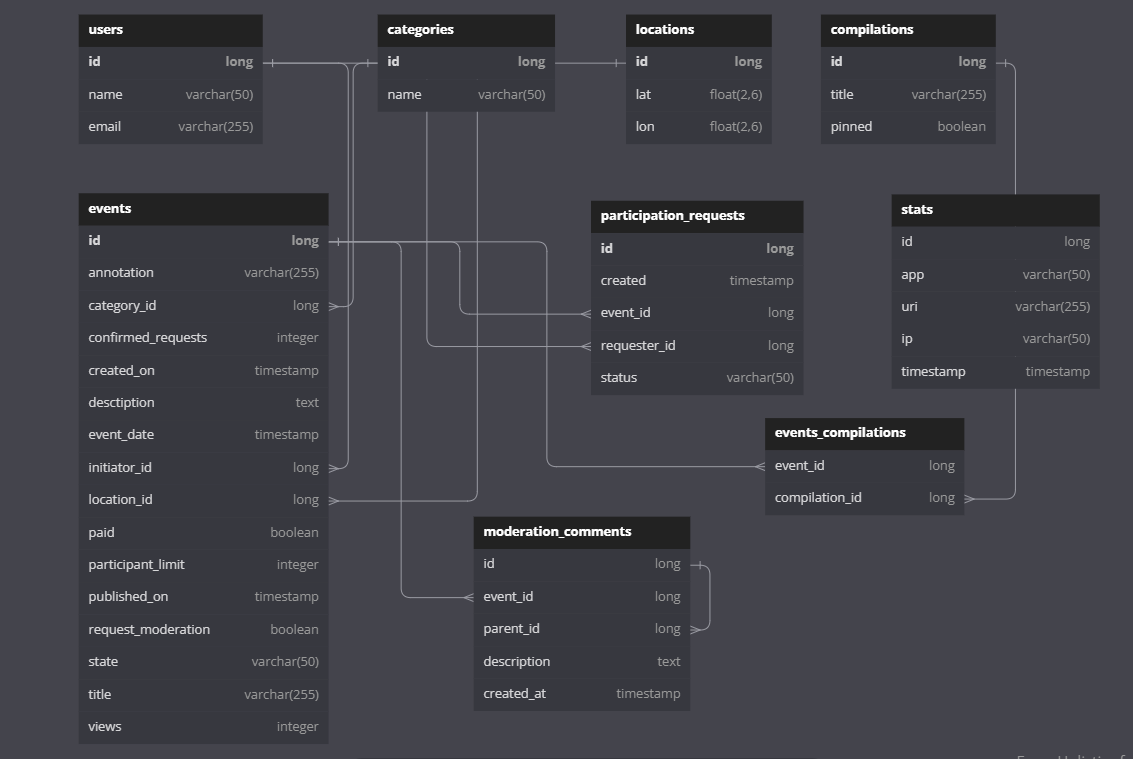 users
id long
name varchar(50)
email varchar(255)
categories
id long
name varchar(50)
locations
id long
lat float(2,6)
lon float(2,6)
compilations
id long
title varchar(255)
pinned boolean
events
id long
annotation varchar(255)
category_id long
confirmed_requests integer
created_on timestamp
desctiption text
event_date timestamp
initiator_id long
location_id long
paid boolean
participant_limit integer
published_on timestamp
request_moderation boolean
state varchar(50)
title varchar(255)
views integer
participation_requests
id long
created timestamp
event_id long
requester_id long
status varchar(50)
stats
id long
app varchar(50)
uri varchar(255)
ip varchar(50)
timestamp timestamp
events_compilations
event_id long
compilation_id long
moderation_comments
id long
event_id long
parent_id long
description text
created_at timestamp